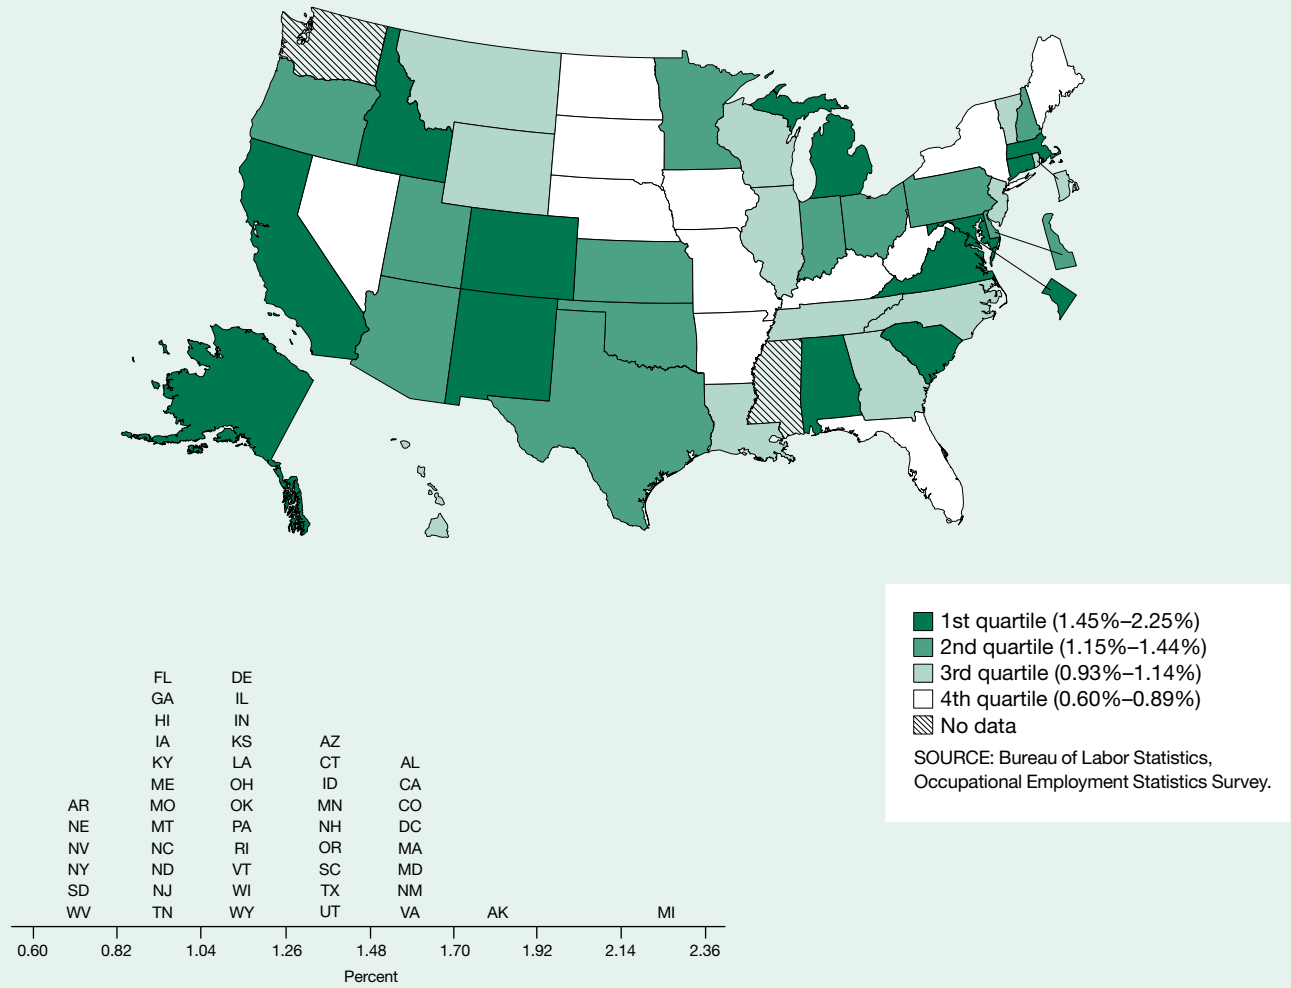 1st quartile (1.45%–2.25%)
2nd quartile (1.15%–1.44%)
3rd quartile (0.93%–1.14%)
4th quartile (0.60%–0.89%)
No data
SOURCE: Bureau of Labor Statistics,
Occupational Employment Statistics Survey.
FL DE
GA IL
HI IN
IA KS AZ
KY LA CT AL
ME OH ID CA
AR MO OK MN CO
NE MT PA NH DC
NV NC RI OR MA
NY ND VT SC MD
SD NJ WI TX NM
WV TN WY UT VA AK MI
0.60 0.82 1.04 1.26 1.48 1.70 1.92 2.14 2.36
Percent